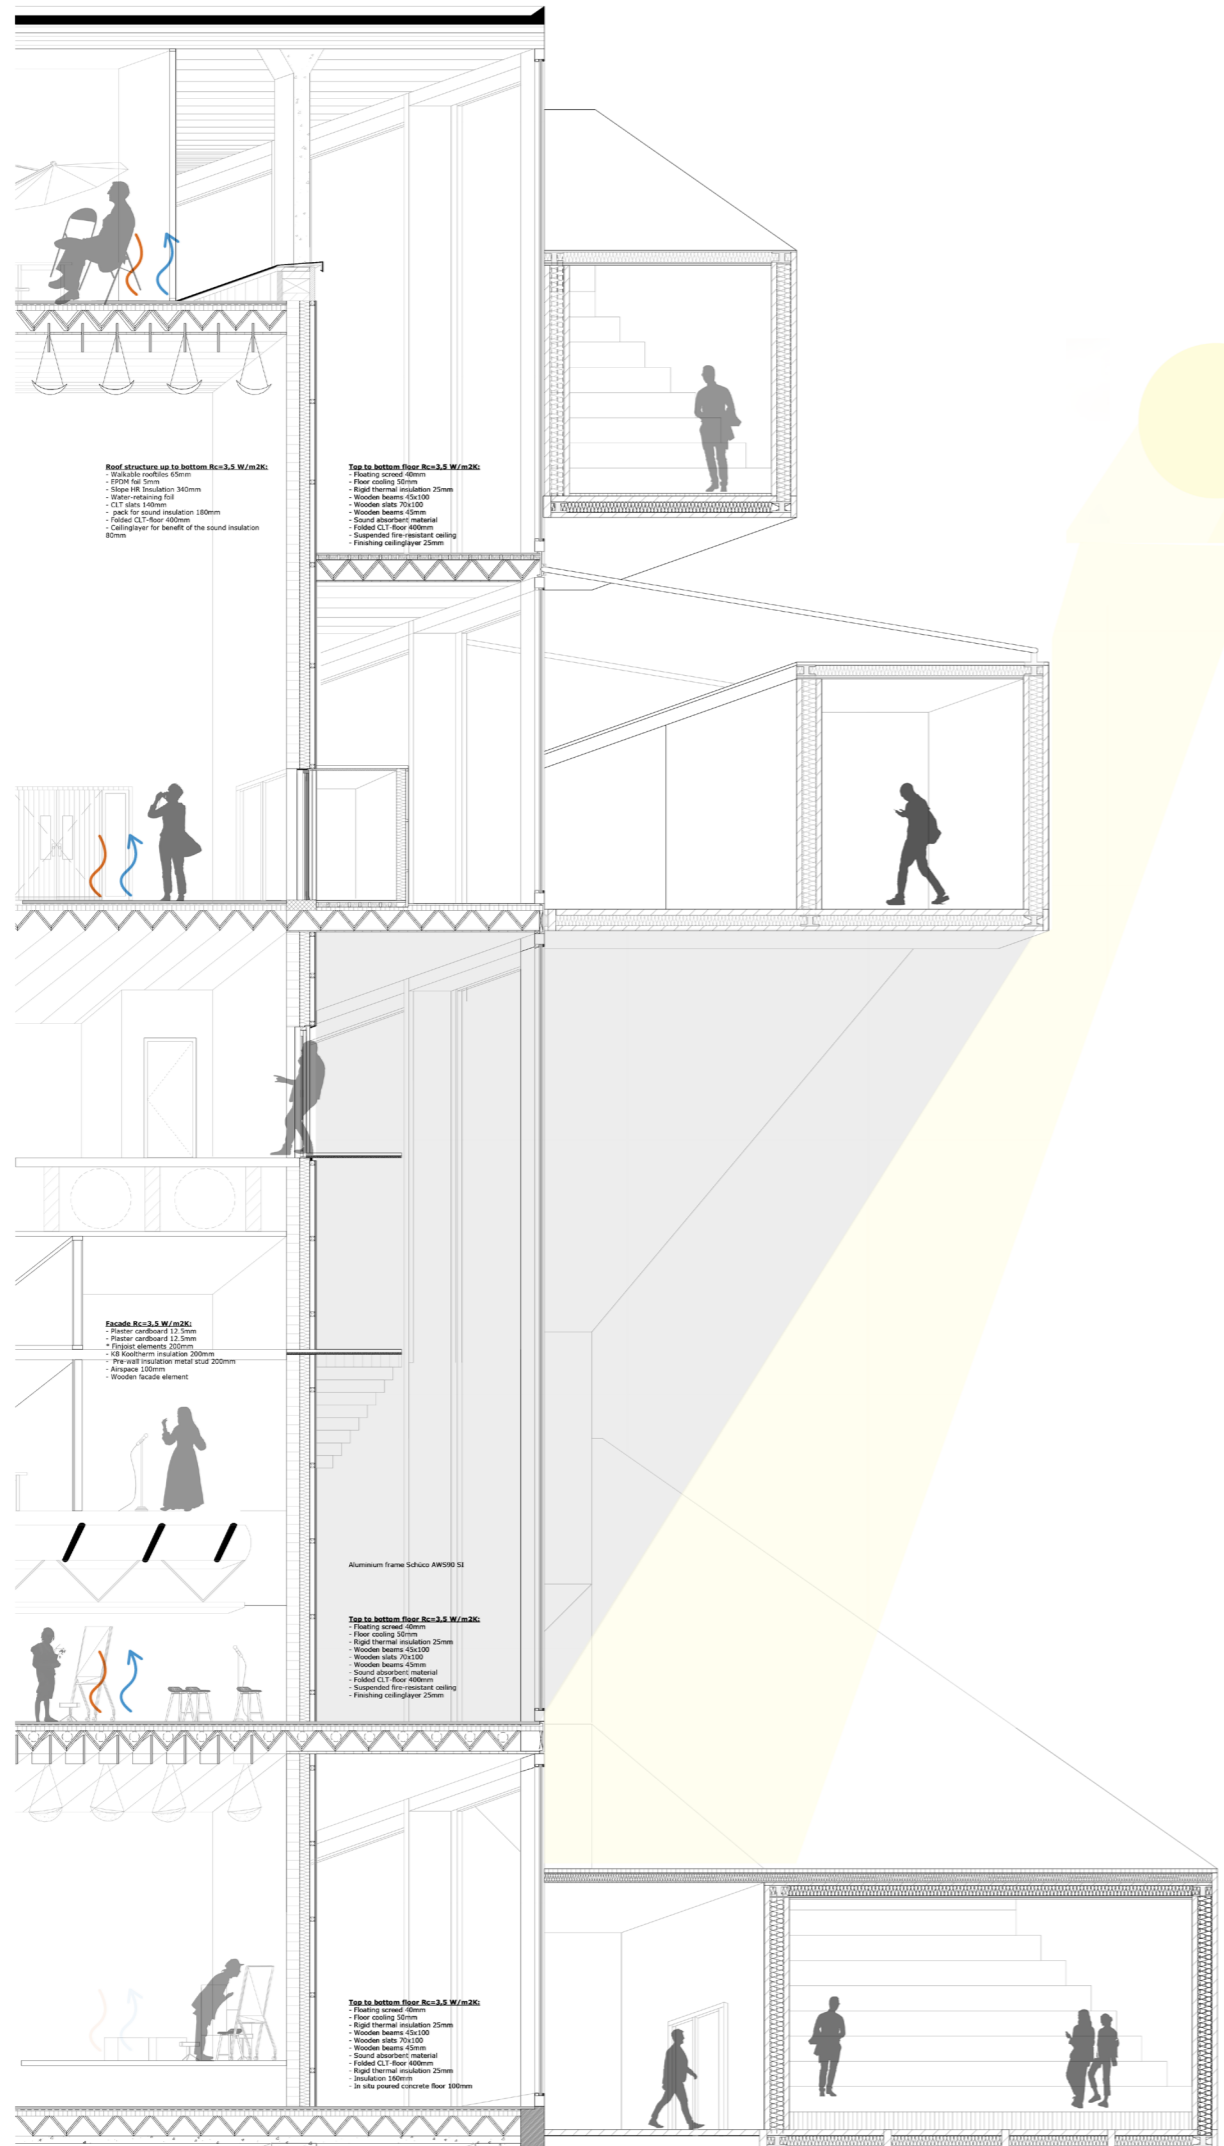 Roof structure up to bottom Rc=3,5 W/m2K:
- Walkable rooftiles 65mm
- EPDM foil 5mm
- Slope HR Insulation 340mm
- Water-retaining foil
- CLT slats 140mm
- pack for sound insulation 180mm
- Folded CLT-floor 400mm
- Ceilinglayer for benefit of the sound insulation
80mm
Top to bottom floor Rc=3,5 W/m2K:
- Floating screed 40mm
- Floor cooling 50mm
- Rigid thermal insulation 25mm
- Wooden beams 45x100
- Wooden slats 70x100
- Wooden beams 45mm
- Sound absorbent material
- Folded CLT-floor 400mm
- Suspended fire-resistant ceiling
- Finishing ceilinglayer 25mm
Facade Rc=3,5 W/m2K:
- Plaster cardboard 12.5mm
- Plaster cardboard 12.5mm
* Finjoist elements 200mm
- K8 Kooltherm insulation 200mm
- Pre-wall insulation metal stud 200mm
- Airspace 100mm
- Wooden facade element
Aluminium frame Schüco AWS90 SI
Top to bottom floor Rc=3,5 W/m2K:
- Floating screed 40mm
- Floor cooling 50mm
- Rigid thermal insulation 25mm
- Wooden beams 45x100
- Wooden slats 70x100
- Wooden beams 45mm
- Sound absorbent material
- Folded CLT-floor 400mm
- Suspended fire-resistant ceiling
- Finishing ceilinglayer 25mm
Top to bottom floor Rc=3,5 W/m2K:
- Floating screed 40mm
- Floor cooling 50mm
- Rigid thermal insulation 25mm
- Wooden beams 45x100
- Wooden slats 70x100
- Wooden beams 45mm
- Sound absorbent material
- Folded CLT-floor 400mm
- Rigid thermal insulation 25mm
- Insulation 160mm
- In situ poured concrete floor 100mm